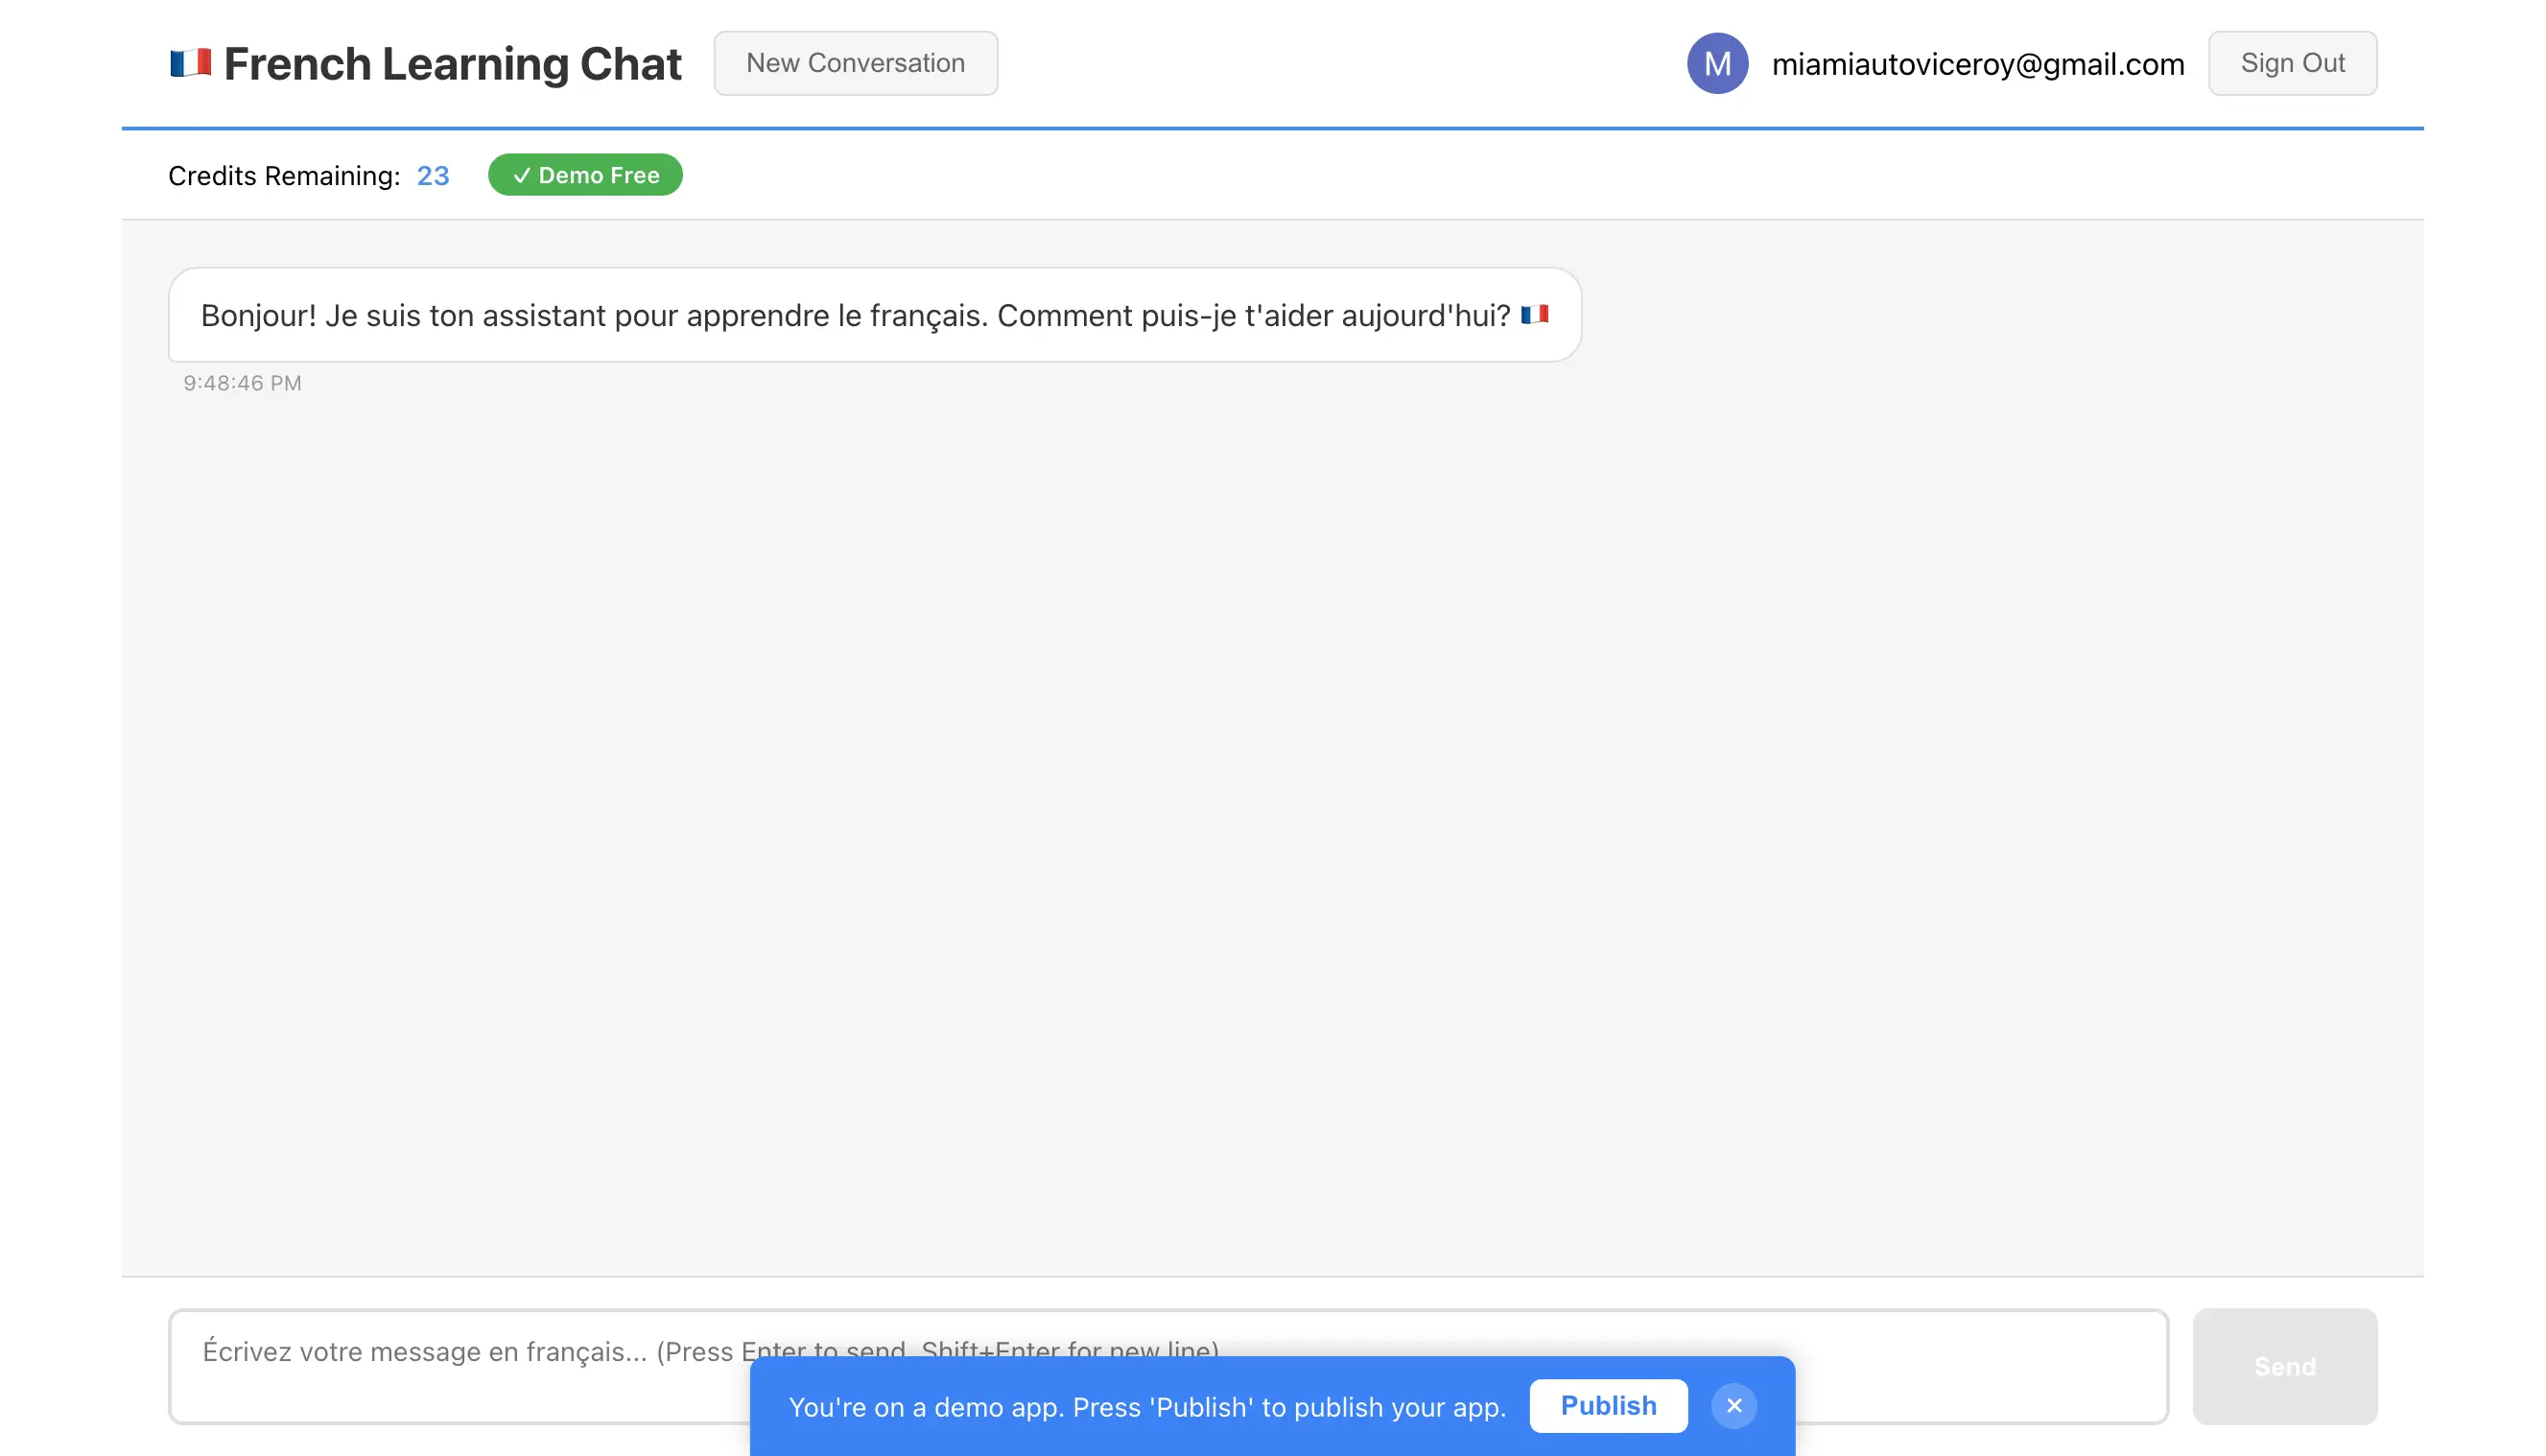 French Learning Chat
New Conversation
M
miamiautoviceroy@gmail.com
Sign Out
Credits Remaining: 23
✓ Demo Free
Bonjour! Je suis ton assistant pour apprendre le français. Comment puis-je t'aider aujourd'hui? 🇫🇷
9:48:46 PM
Écrivez votre message en français... (Press Enter to send, Shift+Enter for new line)
Send
You're on a demo app. Press 'Publish' to publish your app.
Publish
✕